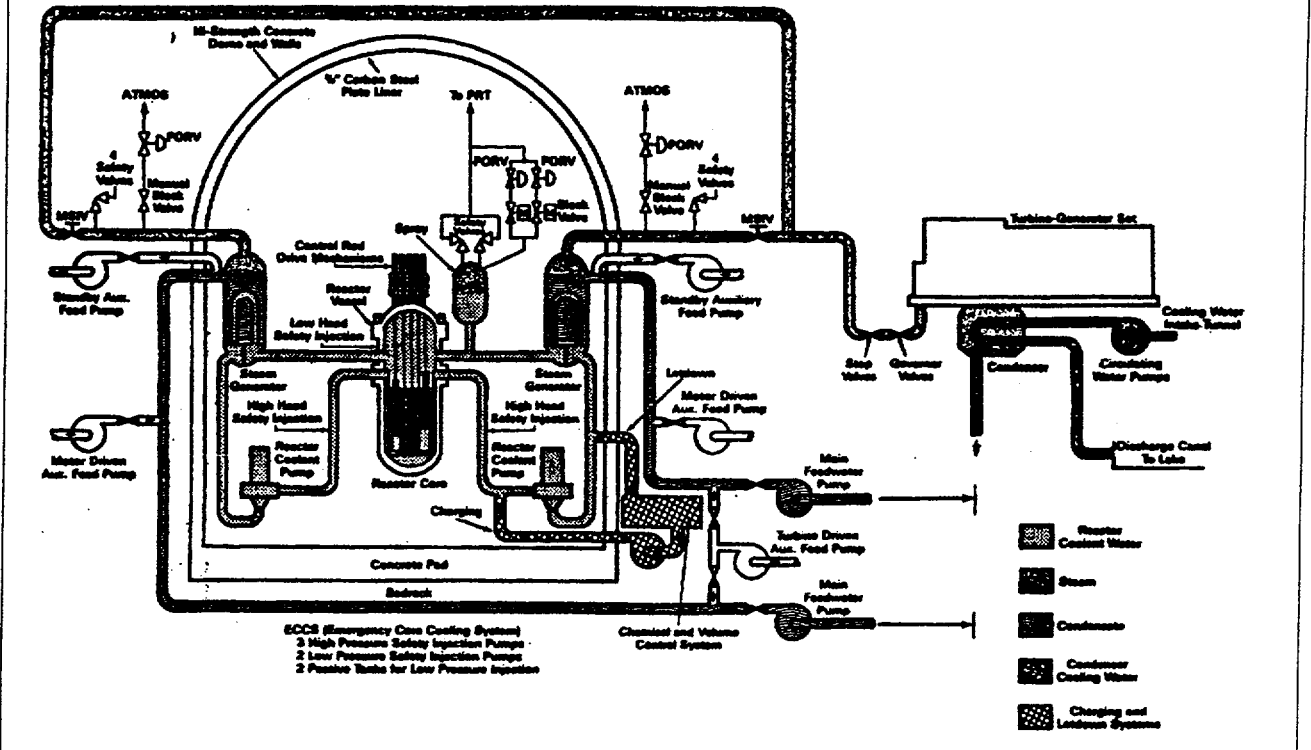 Hi-Strength Concrete
Dome and Walls
⅜" Carbon Steel
Plate Liner
ATMOS
PORV
4
Safety
Valves
Manual
Block
Valve
MSIV
To PRT
PORV
PORV
Block
Valve
Safety
Valves
Spray
ATMOS
PORV
4
Safety
Valves
Manual
Block
Valve
MSIV
Turbine-Generator Set
Control Rod
Drive Mechanisms
Reactor
Vessel
Low Head
Safety Injection
Standby Aux.
Feed Pump
Standby Auxiliary
Feed Pump
Cooling Water
Intake Tunnel
Stop
Valves
Governor
Valves
Condenser
Circulating
Water Pumps
Steam
Generator
Steam
Generator
Letdown
High Head
Safety Injection
High Head
Safety Injection
Motor Driven
Aux. Feed Pump
Reactor
Coolant
Pump
Reactor
Coolant
Pump
Motor Driven
Aux. Feed Pump
Reactor Core
Main
Feedwater
Pump
Discharge Canal
To Lake
Charging
Turbine Driven
Aux. Feed Pump
Concrete Pad
Bedrock
Main
Feedwater
Pump
Chemical and Volume
Control System
ECCS (Emergency Core Cooling System)
3 High Pressure Safety Injection Pumps
2 Low Pressure Safety Injection Pumps
2 Passive Tanks for Low Pressure Injection
Reactor
Coolant Water
Steam
Condensate
Condenser
Cooling Water
Charging and
Letdown Systems